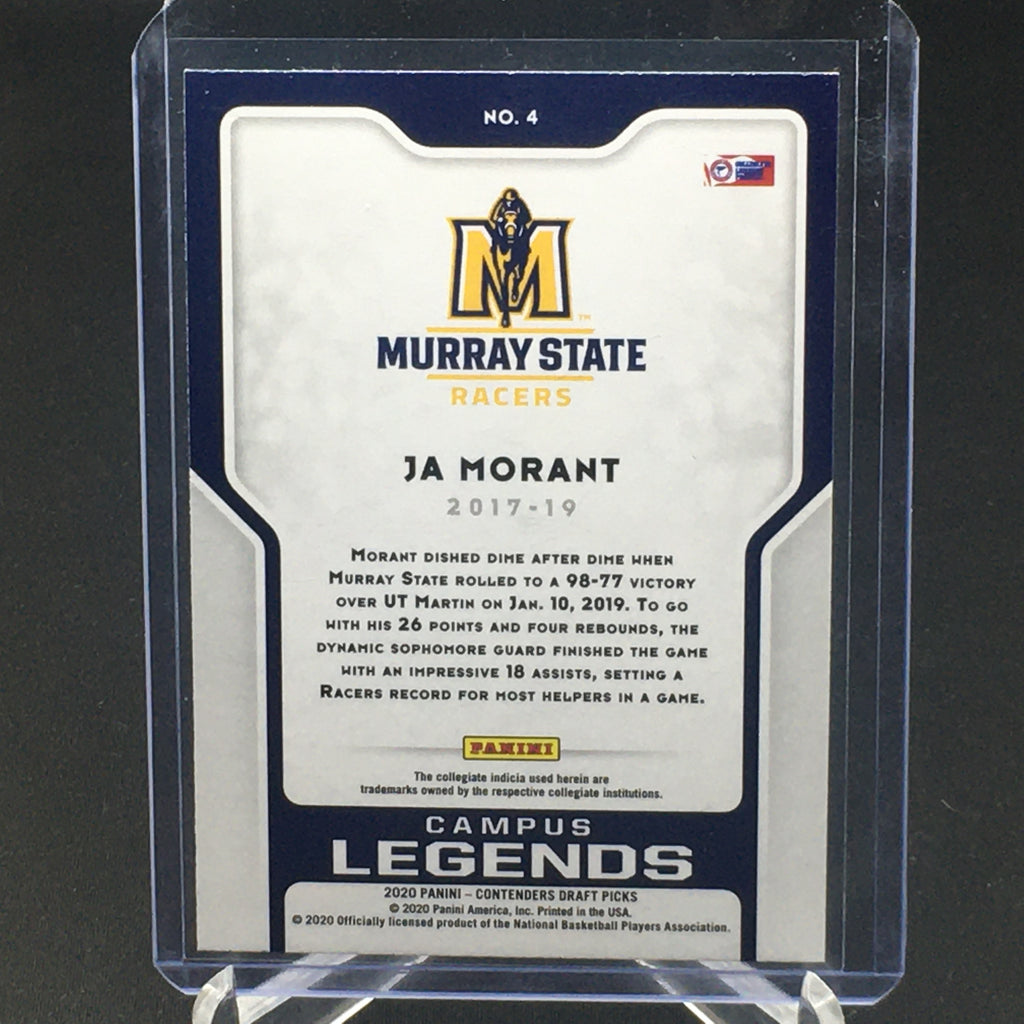 NO. 4
M
™
MURRAY STATE
RACERS
JA MORANT
2017-19
MORANT DISHED DIME AFTER DIME WHEN
MURRAY STATE ROLLED TO A 98-77 VICTORY
OVER UT MARTIN ON JAN. 10, 2019. TO GO
WITH HIS 26 POINTS AND FOUR REBOUNDS, THE
DYNAMIC SOPHOMORE GUARD FINISHED THE GAME
WITH AN IMPRESSIVE 18 ASSISTS, SETTING A
RACERS RECORD FOR MOST HELPERS IN A GAME.
PANINI
The collegiate indicia used herein are
trademarks owned by the respective collegiate institutions.
CAMPUS
LEGENDS
2020 PANINI – CONTENDERS DRAFT PICKS
© 2020 Panini America, Inc. Printed in the USA.
© 2020 Officially licensed product of the National Basketball Players Association.